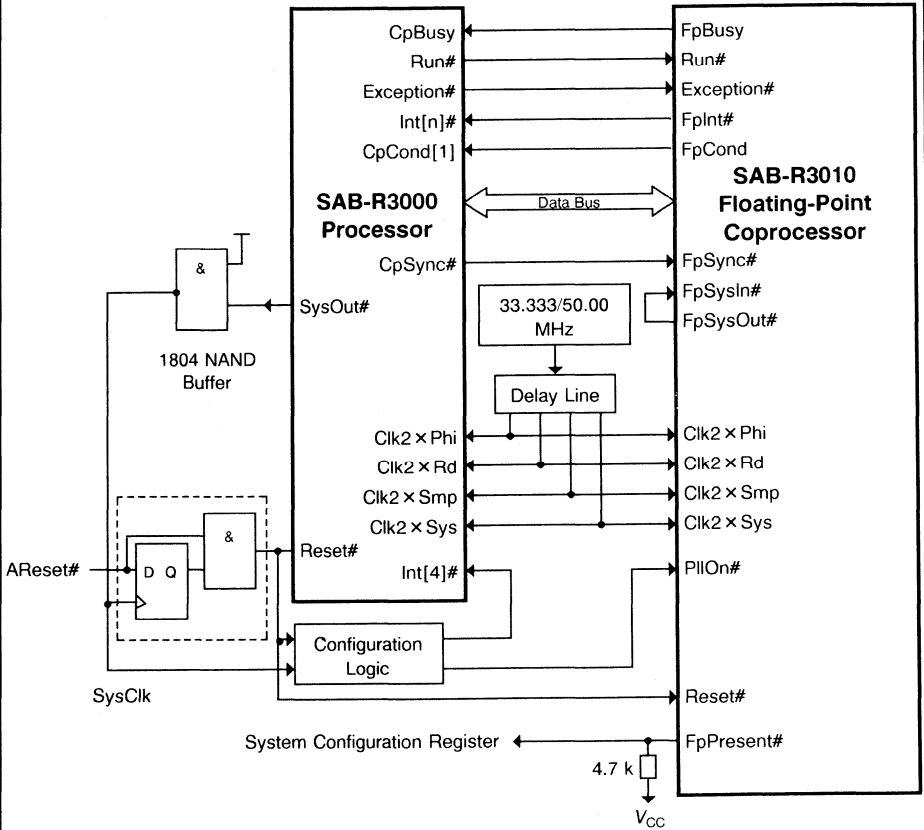 CpBusy
FpBusy
Run#
Run#
Exception#
Exception#
Int[n]#
FpInt#
CpCond[1]
FpCond
SAB-R3000
Processor
Data Bus
SAB-R3010
Floating-Point
Coprocessor
CpSync#
FpSync#
&
FpSysIn#
SysOut#
33.333/50.00
MHz
FpSysOut#
1804 NAND
Buffer
Delay Line
Clk2×Phi
Clk2×Phi
Clk2×Rd
Clk2×Rd
Clk2×Smp
Clk2×Smp
Clk2×Sys
Clk2×Sys
&
Reset#
AReset#
D Q
Int[4]#
PllOn#
Configuration
Logic
SysClk
Reset#
System Configuration Register
FpPresent#
4.7 k
VCC